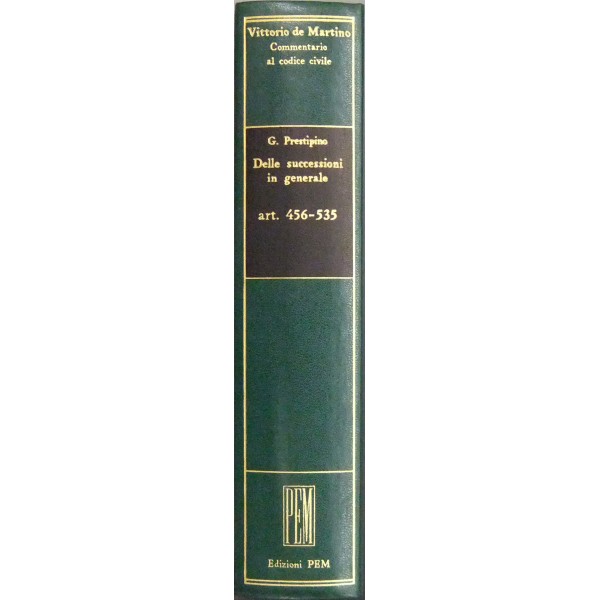 Vittorio de Martino
Commentario
al codice civile
G. Prestipino
Delle successioni
in generale
art. 456-535
PEM
Edizioni PEM